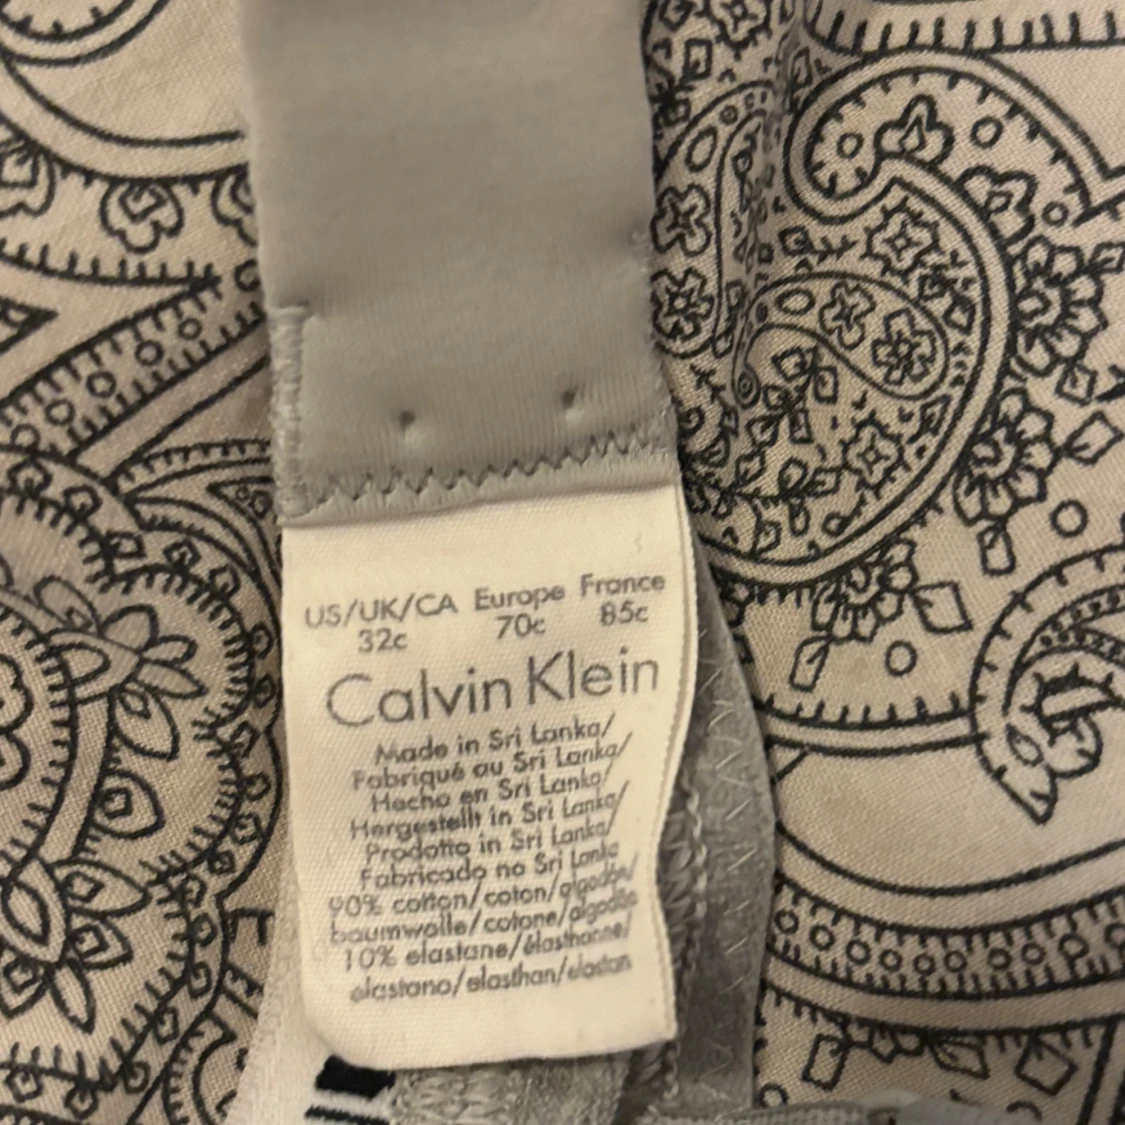 US/UK/CA Europe France
32c 70c 85c
Calvin Klein
Made in Sri Lanka/
Fabriqué au Sri Lanka/
Hecho en Sri Lanka/
Hergestellt in Sri Lanka/
Prodotto in Sri Lanka/
Fabricado no Sri Lanka
90% cotton/coton/algodón/
baumwolle/cotone/algodão
10% elastane/élasthanne/
elastano/elasthan/elastan